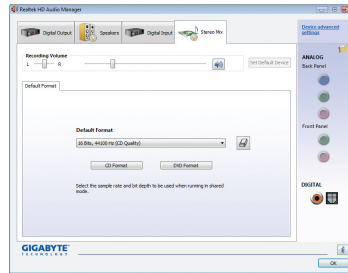 Realtek HD Audio Manager
Digital Output
Speakers
Digital Input
Stereo Mix
Device advanced
settings
Recording Volume
L
R
Set Default Device
ANALOG
Back Panel
Default Format
Default Format
16 Bits, 44100 Hz (CD Quality)
CD Format
DVD Format
Select the sample rate and bit depth to be used when running in shared
mode.
Front Panel
DIGITAL
GIGABYTE
TECHNOLOGY
OK